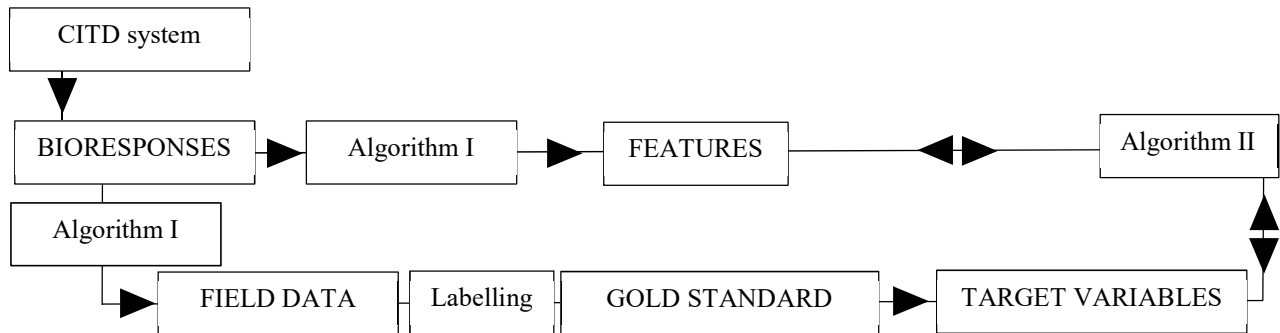 CITD system
BIORESPONSES
Algorithm I
FEATURES
Algorithm II
Algorithm I
FIELD DATA
Labelling
GOLD STANDARD
TARGET VARIABLES